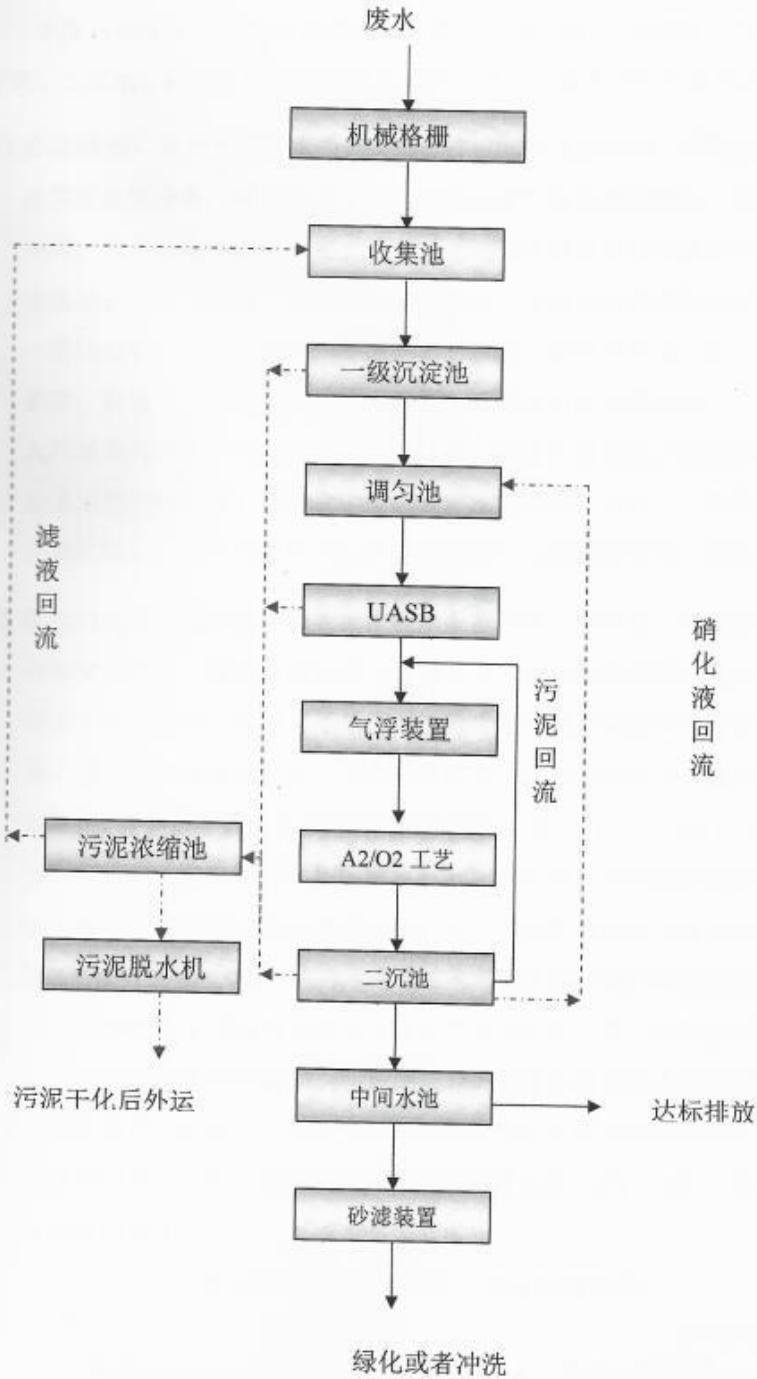 废水
机械格栅
收集池
一级沉淀池
调匀池
滤液回流
UASB
硝化液回流
污泥回流
气浮装置
污泥浓缩池
A2/O2 工艺
污泥脱水机
二沉池
污泥干化后外运
中间水池
达标排放
砂滤装置
绿化或者冲洗